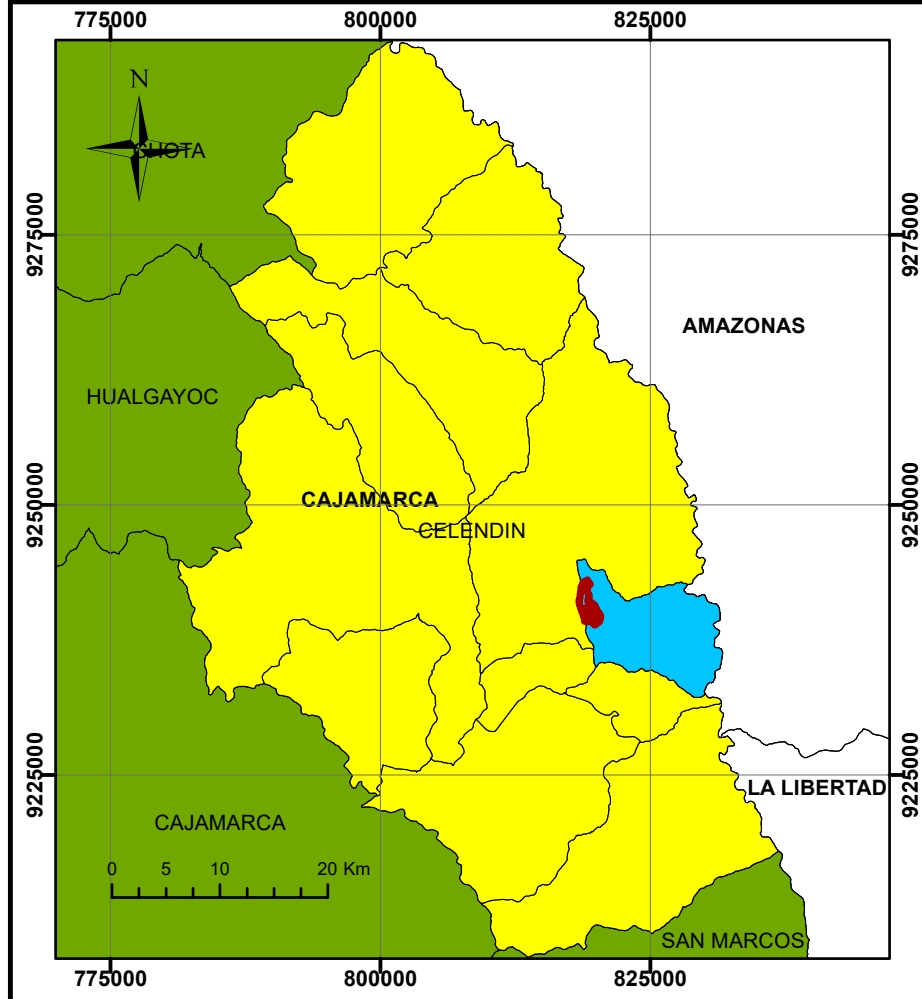 775000 800000 825000
N
CHOTA
9275000 9275000
AMAZONAS
HUALGAYOC
CAJAMARCA
9250000 9250000
CELENDIN
9225000 9225000
LA LIBERTAD
CAJAMARCA
0 5 10 20 Km
SAN MARCOS
775000 800000 825000